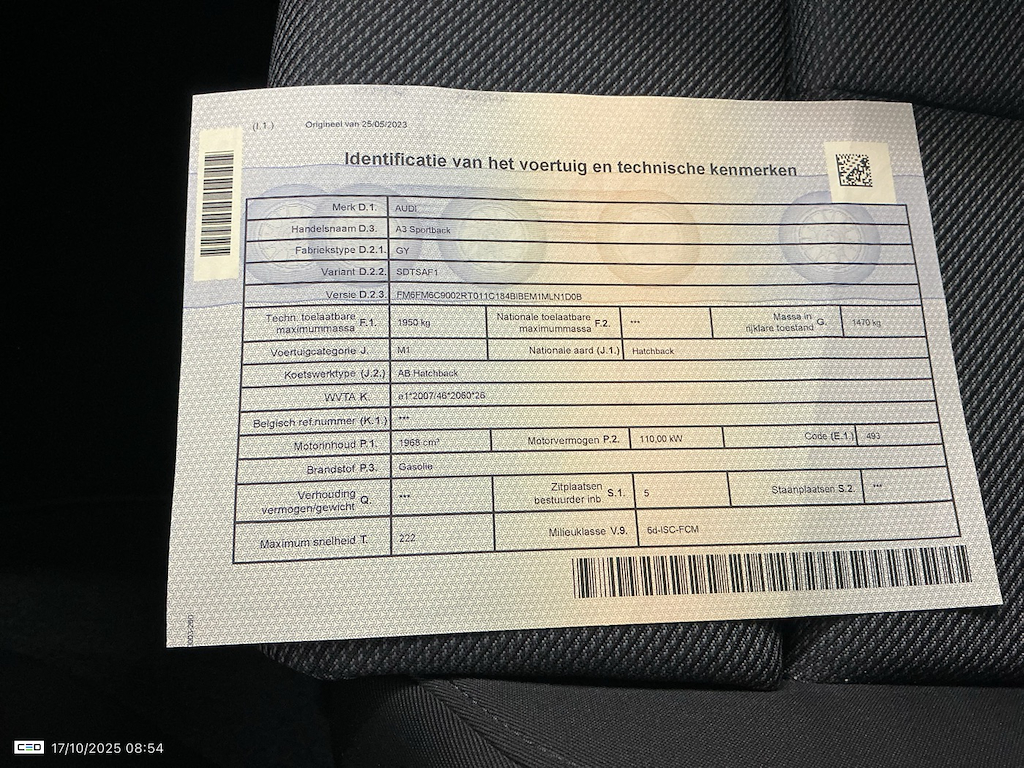 (I.1.) Origineel van 25/05/2023
Identificatie van het voertuig en technische kenmerken
Merk D.1. AUDI
Handelsnaam D.3. A3 Sportback
Fabriekstype D.2.1. GY
Variant D.2.2. SDTSAF1
Versie D.2.3. FM6FM6C9002RT011C184BIBEM1MLN1D0B
Techn. toelaatbare maximummassa F.1. 1950 kg Nationale toelaatbare maximummassa F.2. *** Massa in rijklare toestand G. 1470 kg
Voertuigcategorie J. M1 Nationale aard (J.1.) Hatchback
Koetswerktype (J.2.) AB Hatchback
WVTA K. e1*2007/46*2060*26
Belgisch ref.nummer (K.1.) ***
Motorinhoud P.1. 1968 cm³ Motorvermogen P.2. 110,00 kW Code (E.1.) 493
Brandstof P.3. Gasolie
Verhouding vermogen/gewicht Q. *** Zitplaatsen bestuurder inb S.1. 5 Staanplaatsen S.2. ***
Maximum snelheid T. 222 Milieuklasse V.9. 6d-ISC-FCM
CEO 17/10/2025 08:54